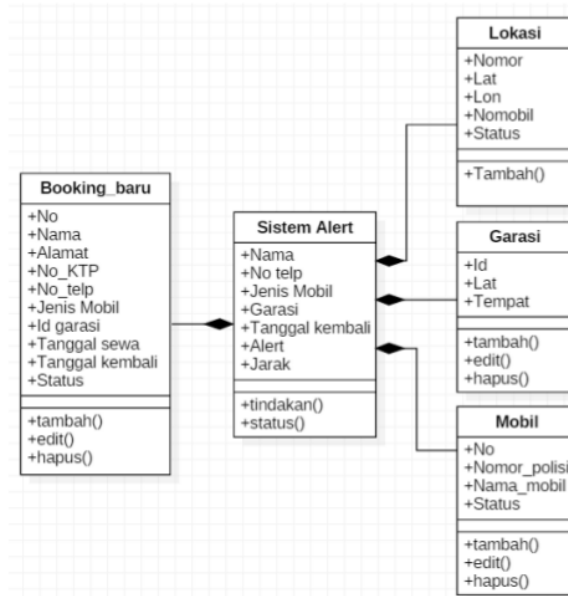 Booking_baru
+No
+Nama
+Alamat
+No_KTP
+No_telp
+Jenis Mobil
+Id garasi
+Tanggal sewa
+Tanggal kembali
+Status
+tambah()
+edit()
+hapus()
Sistem Alert
+Nama
+No telp
+Jenis Mobil
+Garasi
+Tanggal kembali
+Alert
+Jarak
+tindakan()
+status()
Lokasi
+Nomor
+Lat
+Lon
+Nomobil
+Status
+Tambah()
Garasi
+Id
+Lat
+Tempat
+tambah()
+edit()
+hapus()
Mobil
+No
+Nomor_polisi
+Nama_mobil
+Status
+tambah()
+edit()
+hapus()